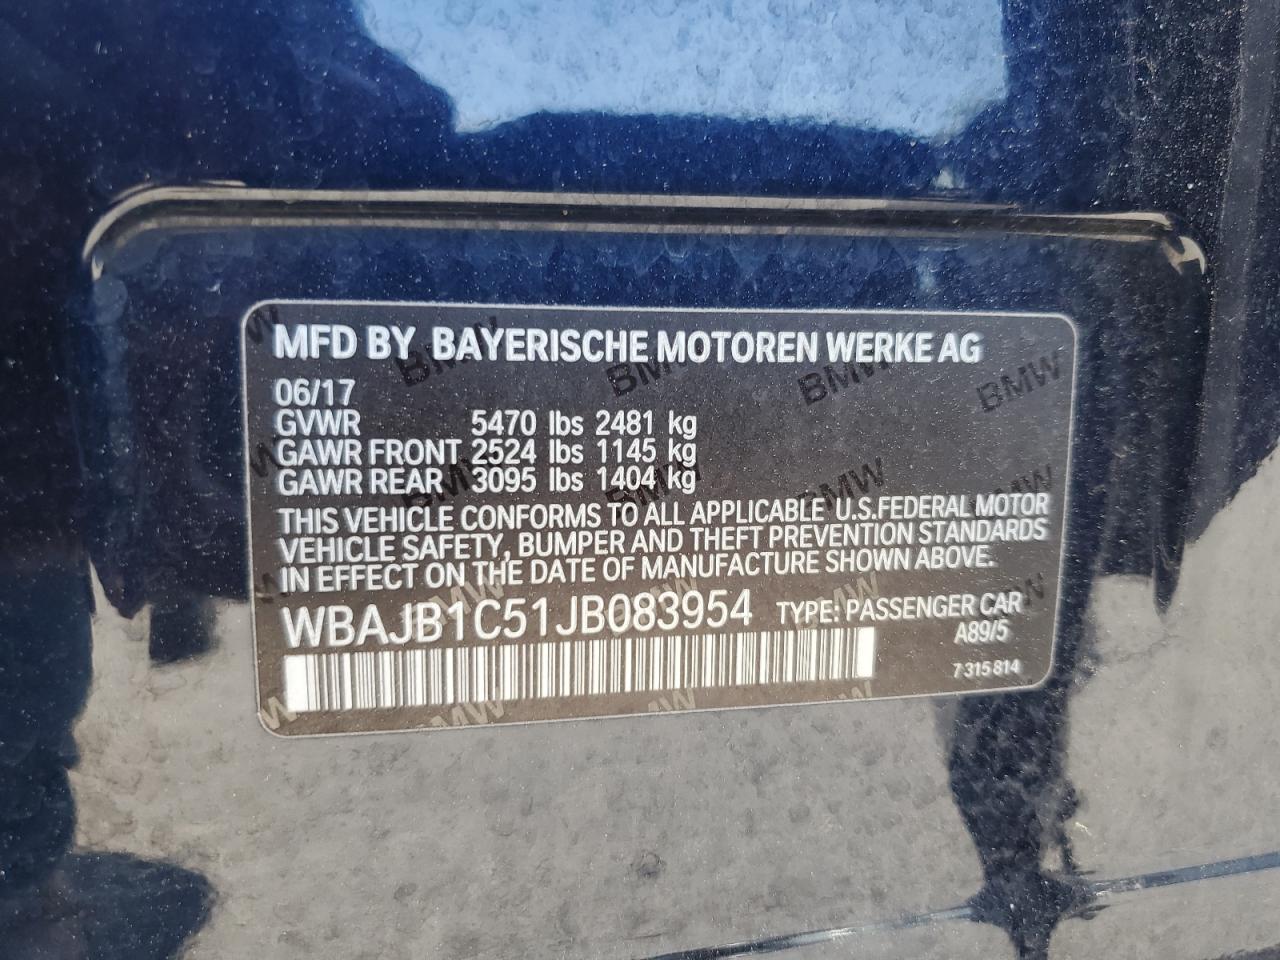 MFD BY BAYERISCHE MOTOREN WERKE AG
06/17
GVWR 5470 lbs 2481 kg
GAWR FRONT 2524 lbs 1145 kg
GAWR REAR 3095 lbs 1404 kg
THIS VEHICLE CONFORMS TO ALL APPLICABLE U.S.FEDERAL MOTOR
VEHICLE SAFETY, BUMPER AND THEFT PREVENTION STANDARDS
IN EFFECT ON THE DATE OF MANUFACTURE SHOWN ABOVE.
WBAJB1C51JB083954 TYPE: PASSENGER CAR
A89/5
7 315 814